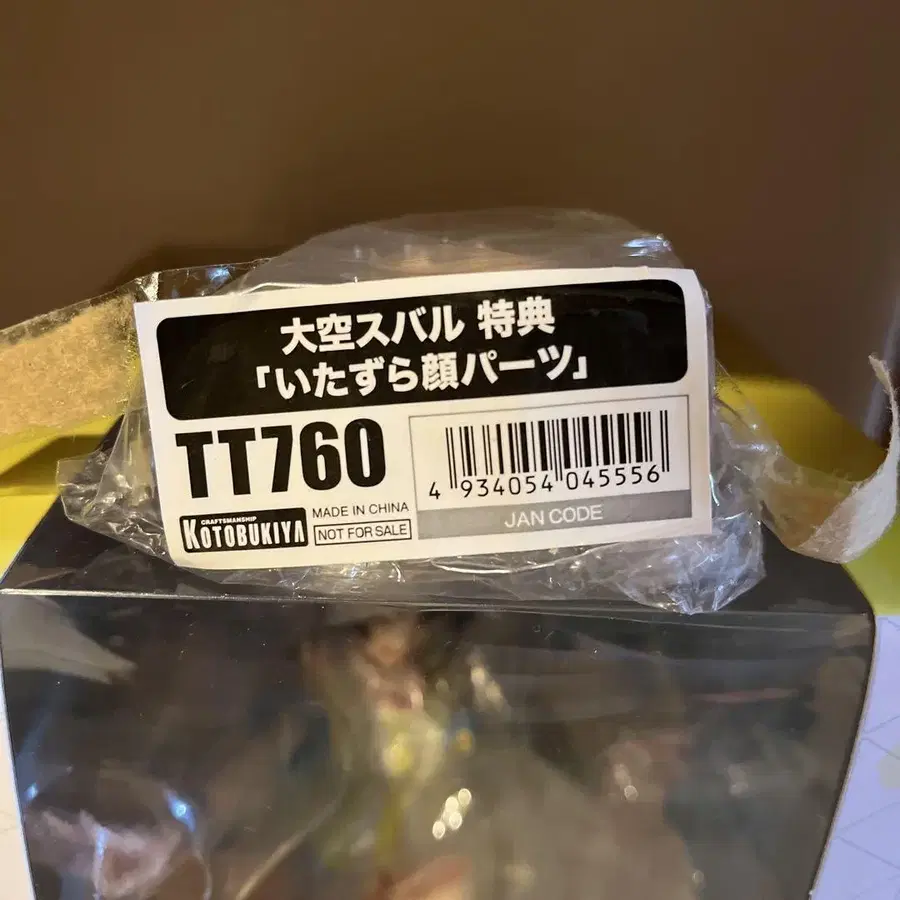 大空スバル 特典
「いたずら顔パーツ」
TT760
CRAFTSMANSHIP
KOTOBUKIYA
MADE IN CHINA
NOT FOR SALE
4 934054 045556
JAN CODE